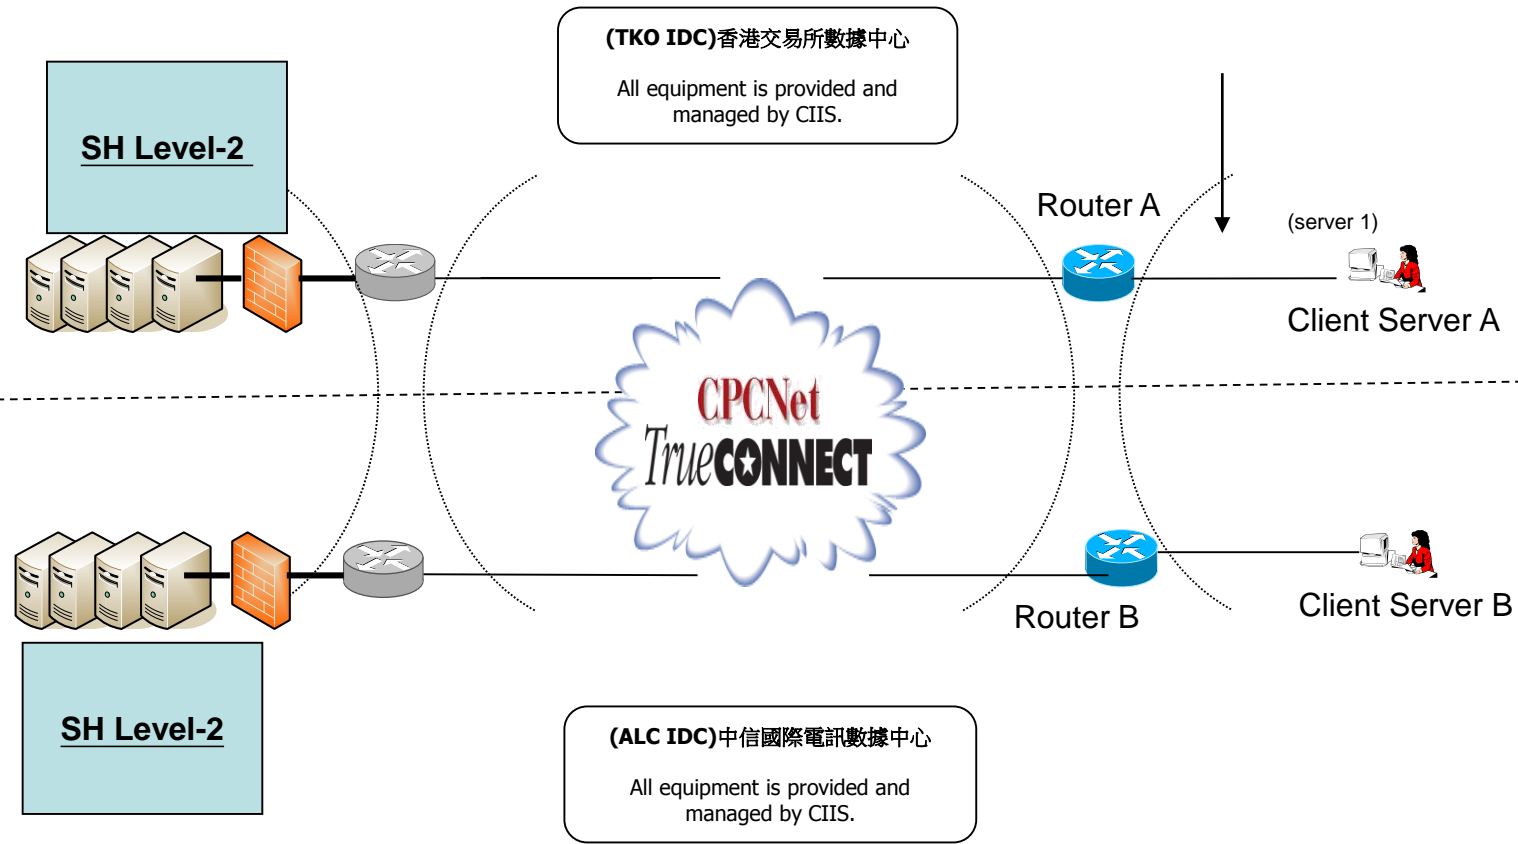 (TKO IDC)香港交易所數據中心
All equipment is provided and
managed by CIIS.
SH Level-2
Router A
(server 1)
Client Server A
CPCNet
TrueCONNECT
Router B
Client Server B
SH Level-2
(ALC IDC)中信國際電訊數據中心
All equipment is provided and
managed by CIIS.